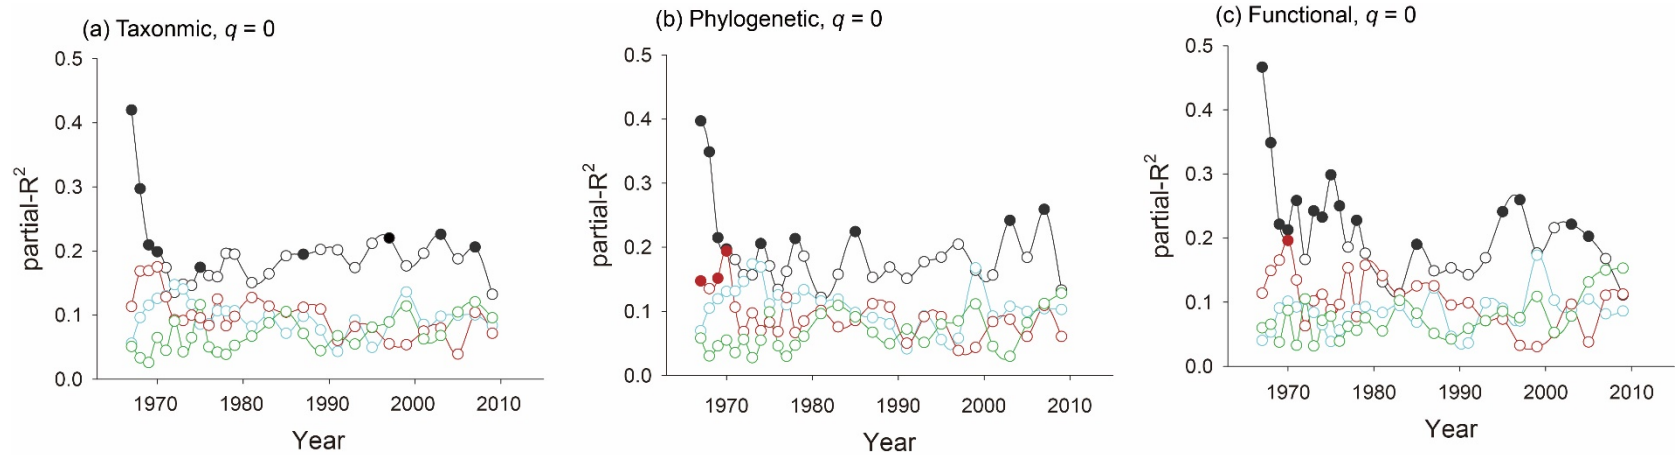 (a) Taxonmic, q = 0
0.5
0.4
0.3
0.2
0.1
0.0
partial-R²
1970 1980 1990 2000 2010
Year
(b) Phylogenetic, q = 0
0.5
0.4
0.3
0.2
0.1
0.0
partial-R²
1970 1980 1990 2000 2010
Year
(c) Functional, q = 0
0.5
0.4
0.3
0.2
0.1
0.0
partial-R²
1970 1980 1990 2000 2010
Year